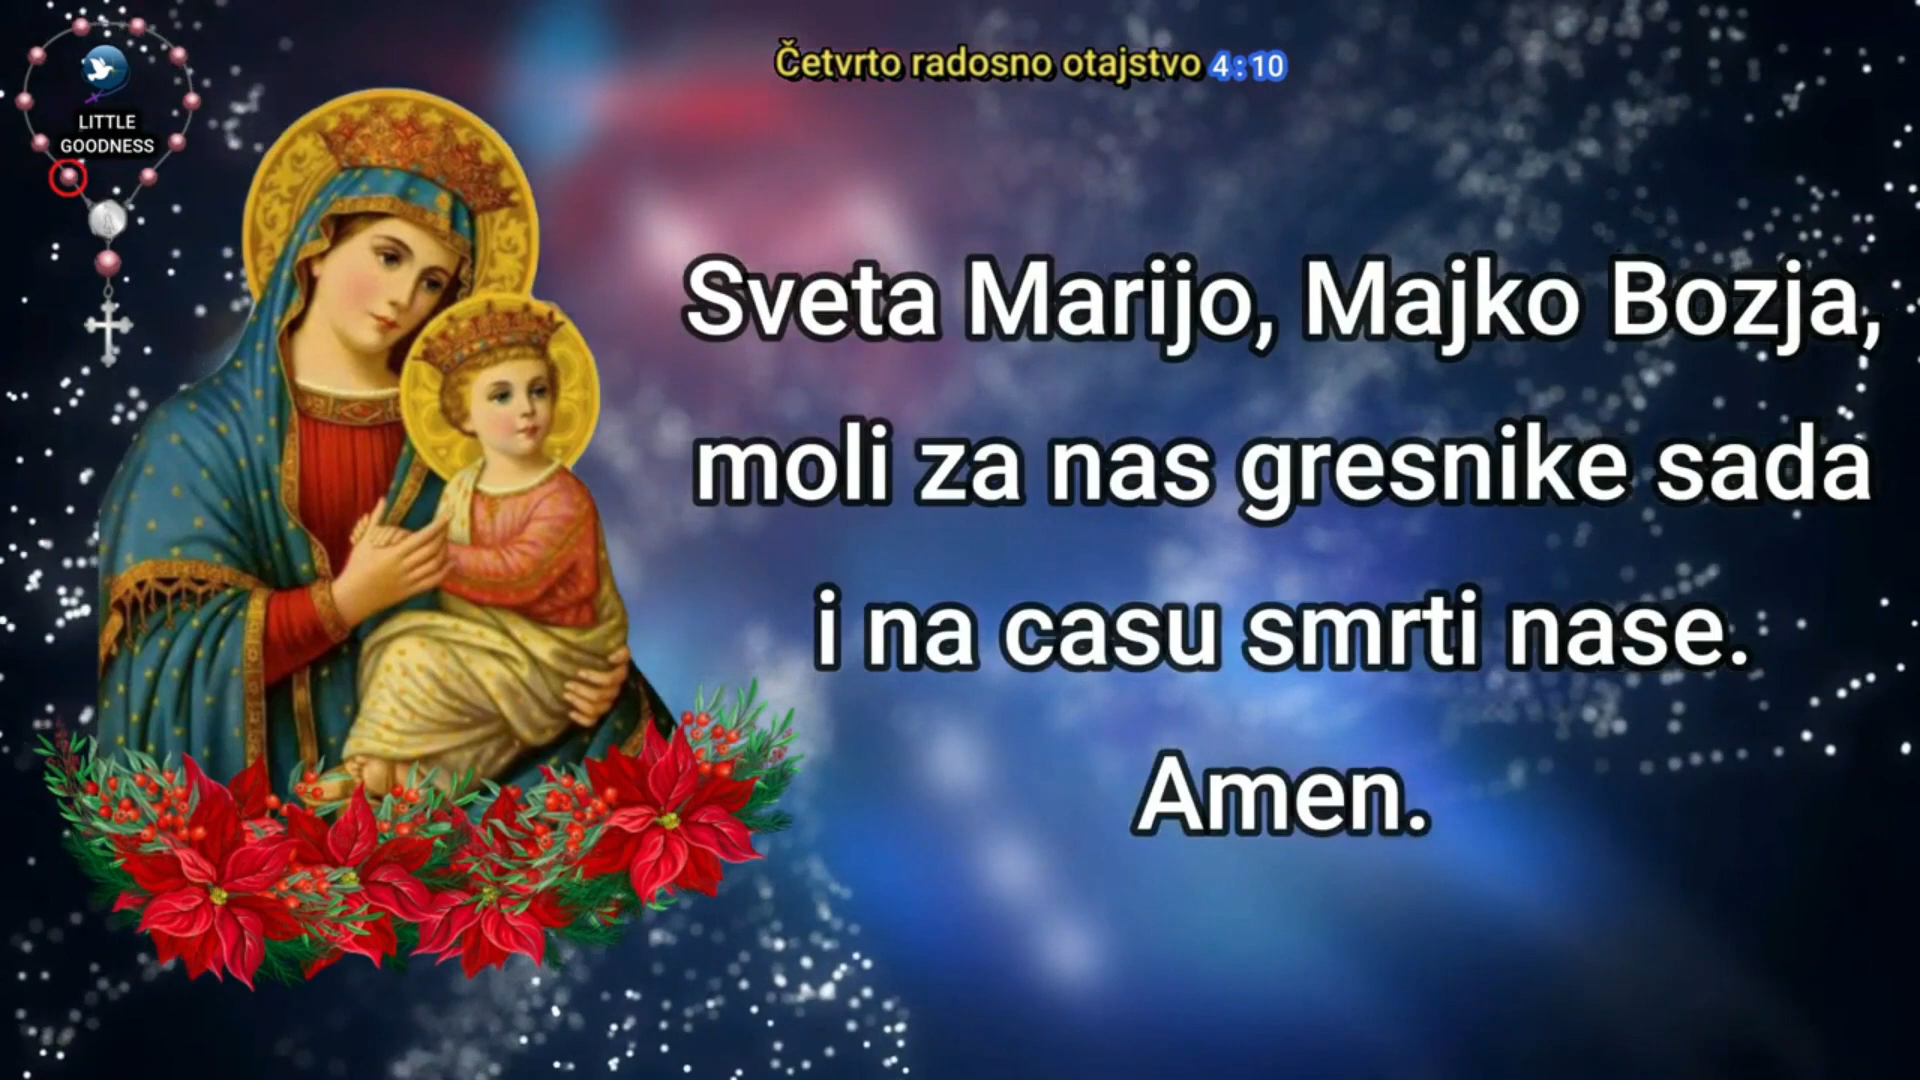 Četvrto radosno otajstvo 4:10
LITTLE
GOODNESS
Sveta Marijo, Majko Bozja,
moli za nas gresnike sada
i na casu smrti nase.
Amen.